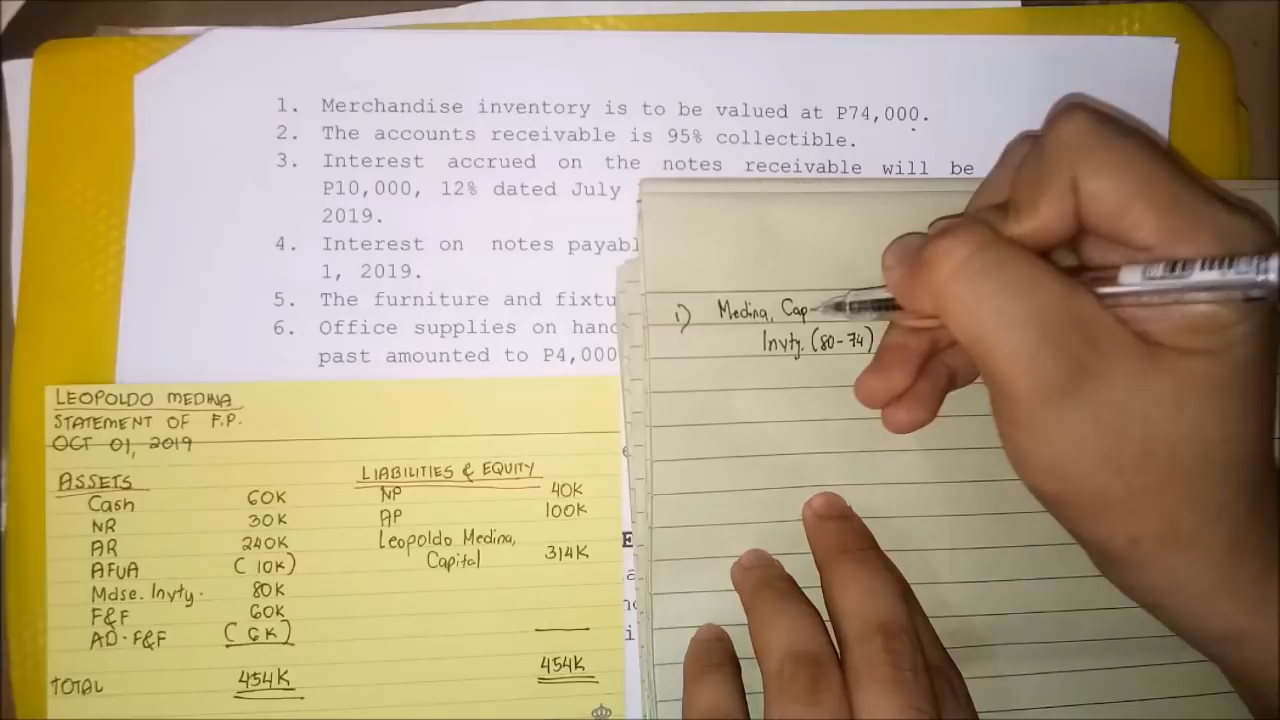 1. Merchandise inventory is to be valued at P74,000.
2. The accounts receivable is 95% collectible.
3. Interest accrued on the notes receivable will be
P10,000, 12% dated July
2019.
4. Interest on notes payabl
1, 2019.
5. The furniture and fixtu
6. Office supplies on hand
past amounted to P4,000
1) Medina, Cap
Invty. (80-74)
LEOPOLDO MEDINA
STATEMENT OF F.P.
OCT 01, 2019
ASSETS LIABILITIES & EQUITY
Cash 60K NP 40K
NR 30K AP 100K
AR 240K Leopoldo Medina,
AFUA (10K) Capital 314K
Mdse. Invty. 80K
F&F 60K
AD-F&F (6K)
TOTAL 454K 454K